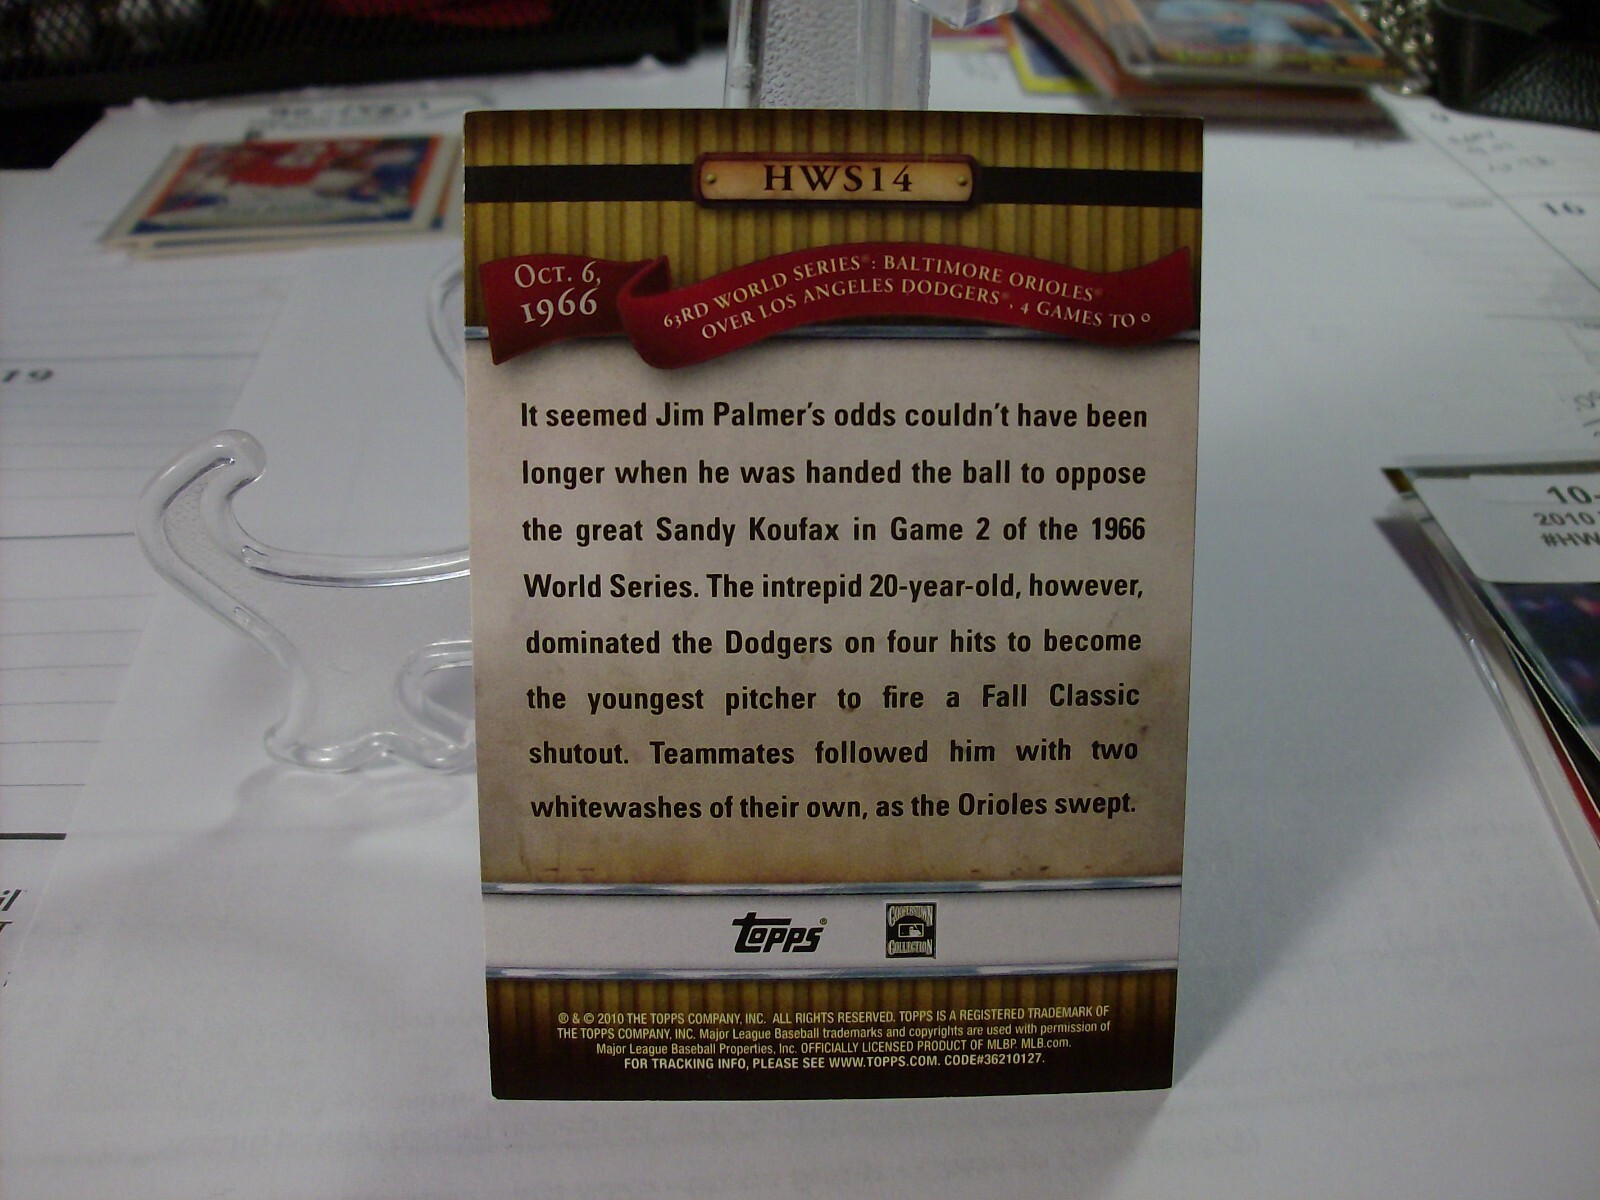 HWS14
OCT. 6,
1966
63RD WORLD SERIES®: BALTIMORE ORIOLES®
OVER LOS ANGELES DODGERS®, 4 GAMES TO 0
It seemed Jim Palmer's odds couldn't have been
longer when he was handed the ball to oppose
the great Sandy Koufax in Game 2 of the 1966
World Series. The intrepid 20-year-old, however,
dominated the Dodgers on four hits to become
the youngest pitcher to fire a Fall Classic
shutout. Teammates followed him with two
whitewashes of their own, as the Orioles swept.
topps®
COOPERSTOWN
COLLECTION
® & © 2010 THE TOPPS COMPANY, INC. ALL RIGHTS RESERVED. TOPPS IS A REGISTERED TRADEMARK OF
THE TOPPS COMPANY, INC. Major League Baseball trademarks and copyrights are used with permission of
Major League Baseball Properties, Inc. OFFICIALLY LICENSED PRODUCT OF MLBP. MLB.com.
FOR TRACKING INFO, PLEASE SEE WWW.TOPPS.COM. CODE#36210127.
19
16
10-
2010
#HW